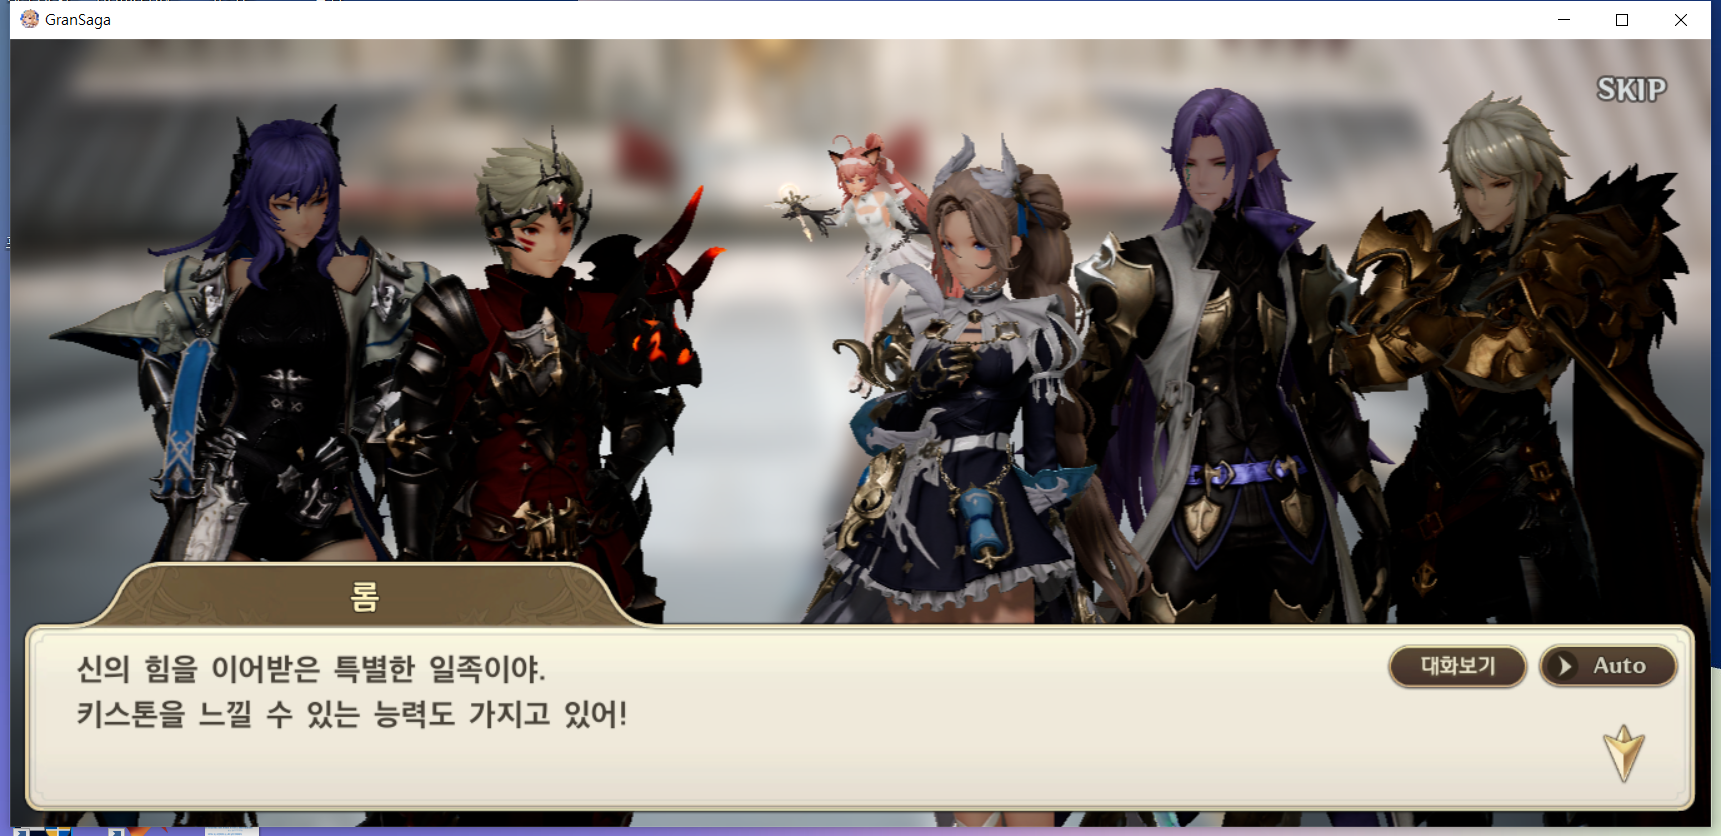 GranSaga
SKIP
롬
신의 힘을 이어받은 특별한 일족이야.
키스톤을 느낄 수 있는 능력도 가지고 있어!
대화보기
Auto